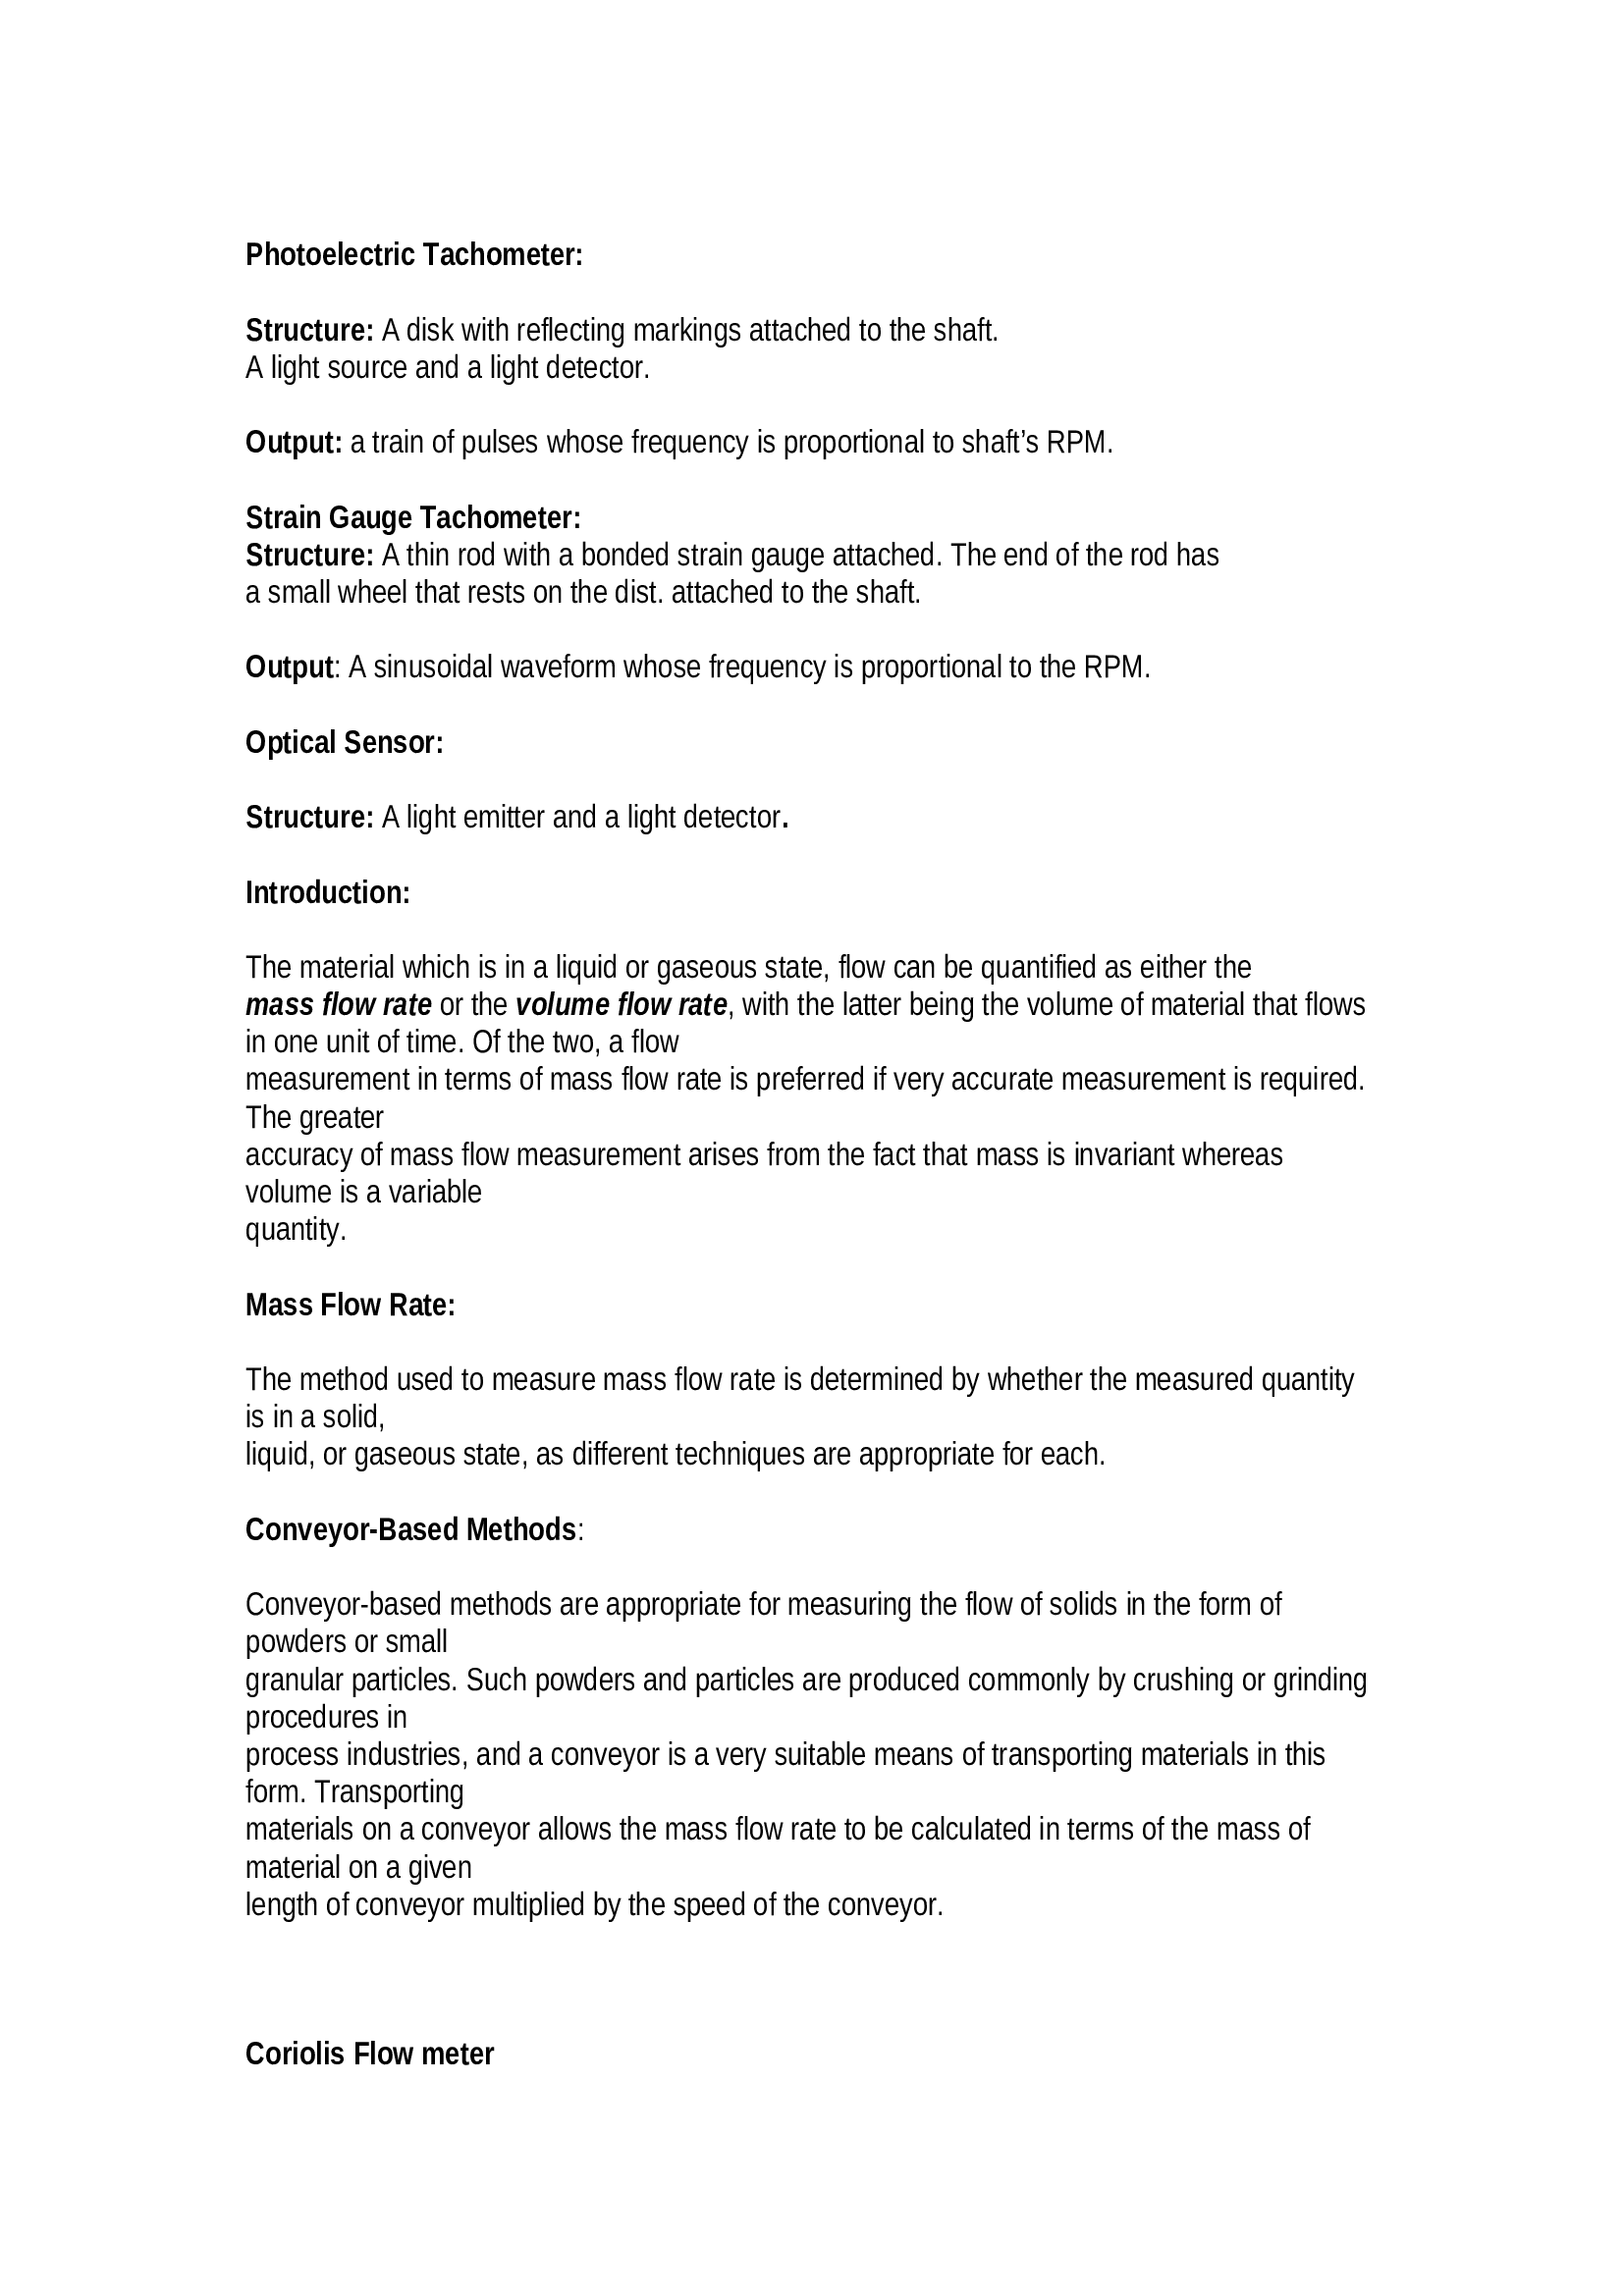 Photoelectric Tachometer:
Structure: A disk with reflecting markings attached to the shaft.
A light source and a light detector.
Output: a train of pulses whose frequency is proportional to shaft’s RPM.
Strain Gauge Tachometer:
Structure: A thin rod with a bonded strain gauge attached. The end of the rod has
a small wheel that rests on the dist. attached to the shaft.
Output: A sinusoidal waveform whose frequency is proportional to the RPM.
Optical Sensor:
Structure: A light emitter and a light detector.
Introduction:
The material which is in a liquid or gaseous state, flow can be quantified as either the
mass flow rate or the volume flow rate, with the latter being the volume of material that flows
in one unit of time. Of the two, a flow
measurement in terms of mass flow rate is preferred if very accurate measurement is required.
The greater
accuracy of mass flow measurement arises from the fact that mass is invariant whereas
volume is a variable
quantity.
Mass Flow Rate:
The method used to measure mass flow rate is determined by whether the measured quantity
is in a solid,
liquid, or gaseous state, as different techniques are appropriate for each.
Conveyor-Based Methods:
Conveyor-based methods are appropriate for measuring the flow of solids in the form of
powders or small
granular particles. Such powders and particles are produced commonly by crushing or grinding
procedures in
process industries, and a conveyor is a very suitable means of transporting materials in this
form. Transporting
materials on a conveyor allows the mass flow rate to be calculated in terms of the mass of
material on a given
length of conveyor multiplied by the speed of the conveyor.
Coriolis Flow meter